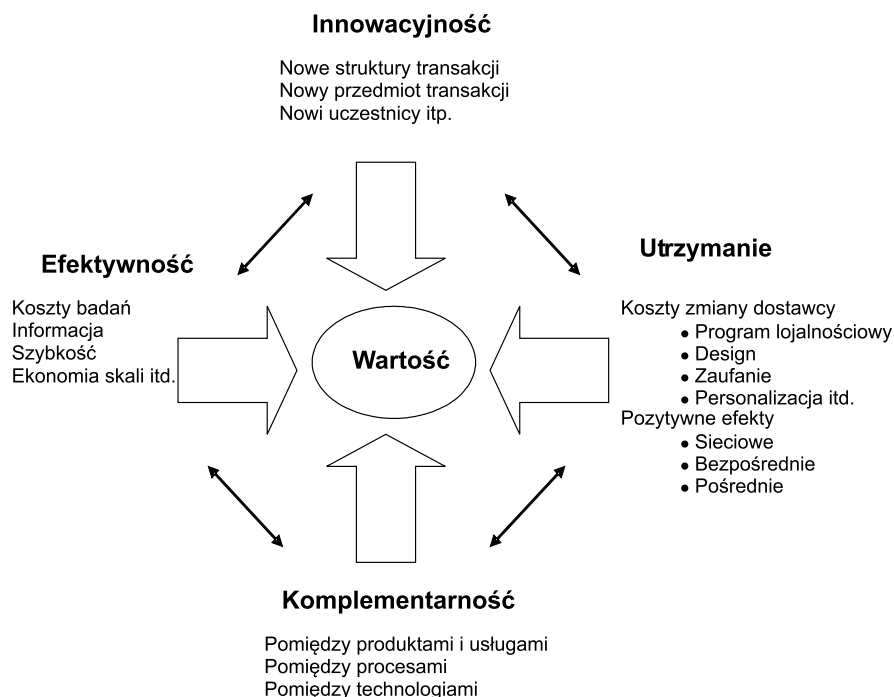 Innowacyjność
Nowe struktury transakcji
Nowy przedmiot transakcji
Nowi uczestnicy itp.
Efektywność
Koszty badań
Informacja
Szybkość
Ekonomia skali itd.
Wartość
Utrzymanie
Koszty zmiany dostawcy
● Program lojalnościowy
● Design
● Zaufanie
● Personalizacja itd.
Pozytywne efekty
● Sieciowe
● Bezpośrednie
● Pośrednie
Komplementarność
Pomiędzy produktami i usługami
Pomiędzy procesami
Pomiędzy technologiami